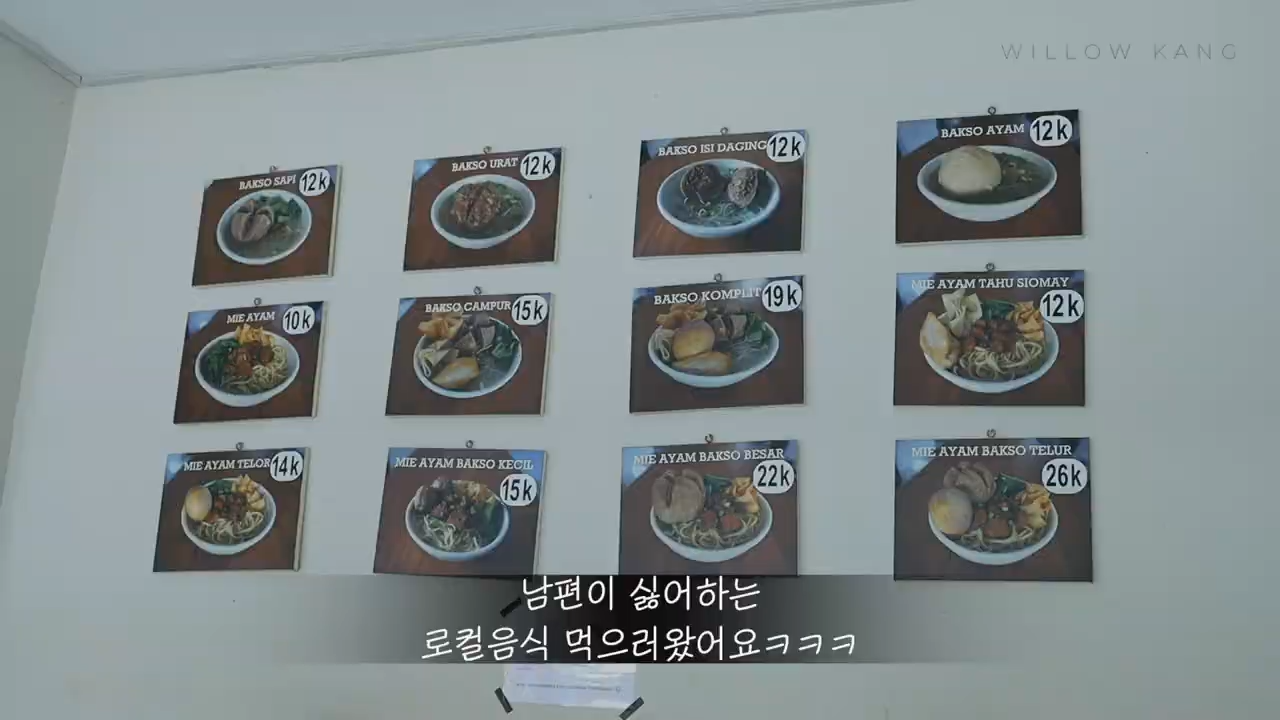 WILLOW KANG
BAKSO SAPI 12k
BAKSO URAT 12k
BAKSO ISI DAGING 12k
BAKSO AYAM 12k
MIE AYAM 10k
BAKSO CAMPUR 15k
BAKSO KOMPLIT 19k
MIE AYAM TAHU SIOMAY 12k
MIE AYAM TELOR 14k
MIE AYAM BAKSO KECIL 15k
MIE AYAM BAKSO BESAR 22k
MIE AYAM BAKSO TELUR 26k
남편이 싫어하는
로컬음식 먹으러왔어요ㅋㅋㅋ